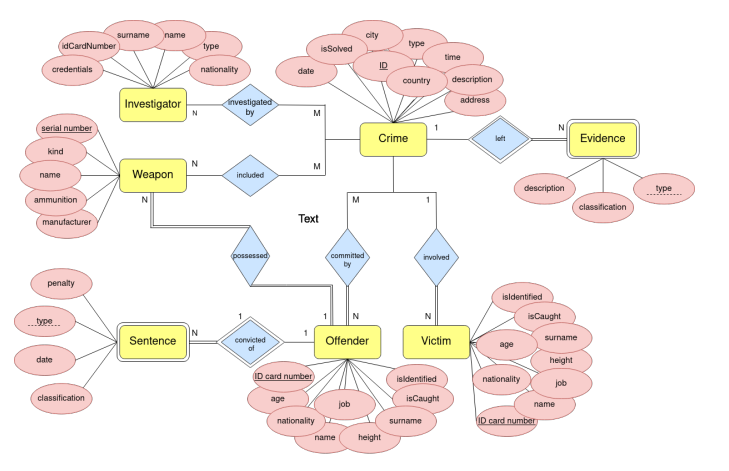 city
surname
name
type
isSolved
idCardNumber
type
time
ID
credentials
nationality
date
country
description
address
Investigator
investigated
by
N
M
serial number
Crime
1
left
N
Evidence
kind
N
M
name
Weapon
included
description
type
ammunition
classification
N
M
1
manufacturer
Text
possessed
committed
by
involved
penalty
isIdentified
type
1
1
1
N
N
isCaught
N
surname
Sentence
convicted
of
Offender
Victim
age
date
height
ID card number
isIdentified
nationality
job
classification
age
job
isCaught
name
nationality
surname
ID card number
name
height